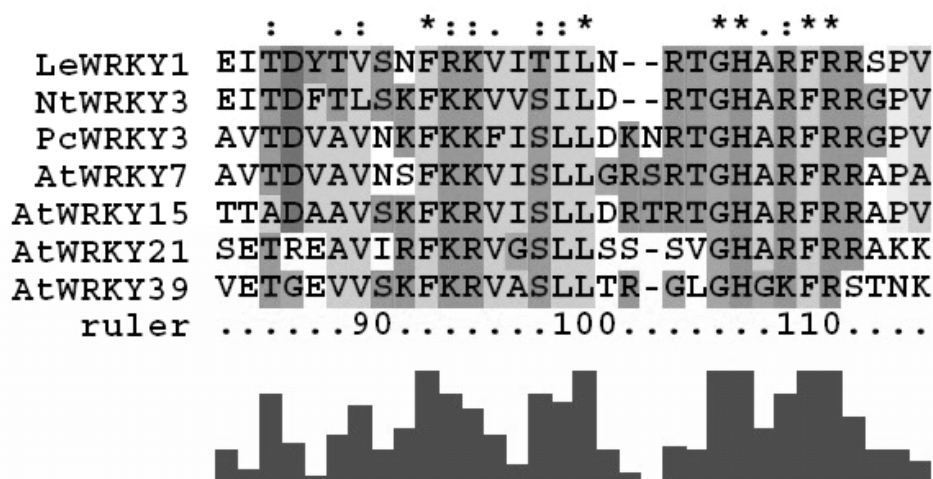 : .: *::. ::* **.:**
LeWRKY1 EITDYTVSNFRKVITILN--RTGHARFRRSPV
NtWRKY3 EITDFTLSKFKKVVSILD--RTGHARFRRGPV
PcWRKY3 AVTDVAVNKFKKFISLLDKNRTGHARFRRGPV
AtWRKY7 AVTDVAVNSFKKVISLLGRSRTGHARFRRAPA
AtWRKY15 TTADAAVSKFKRVISLLDRTRTGHARFRRAPV
AtWRKY21 SETREAVIRFKRVGSLLSS-SVGHARFRRAKK
AtWRKY39 VETGEVVSKFKRVASLLTR-GLGHGKFRSTNK
ruler ......90.......100.......110....